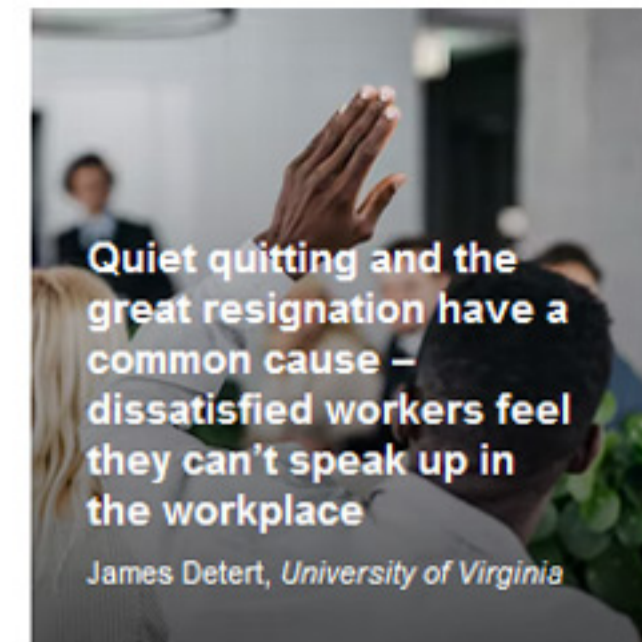 Quiet quitting and the
great resignation have a
common cause –
dissatisfied workers feel
they can't speak up in
the workplace
James Detert, University of Virginia